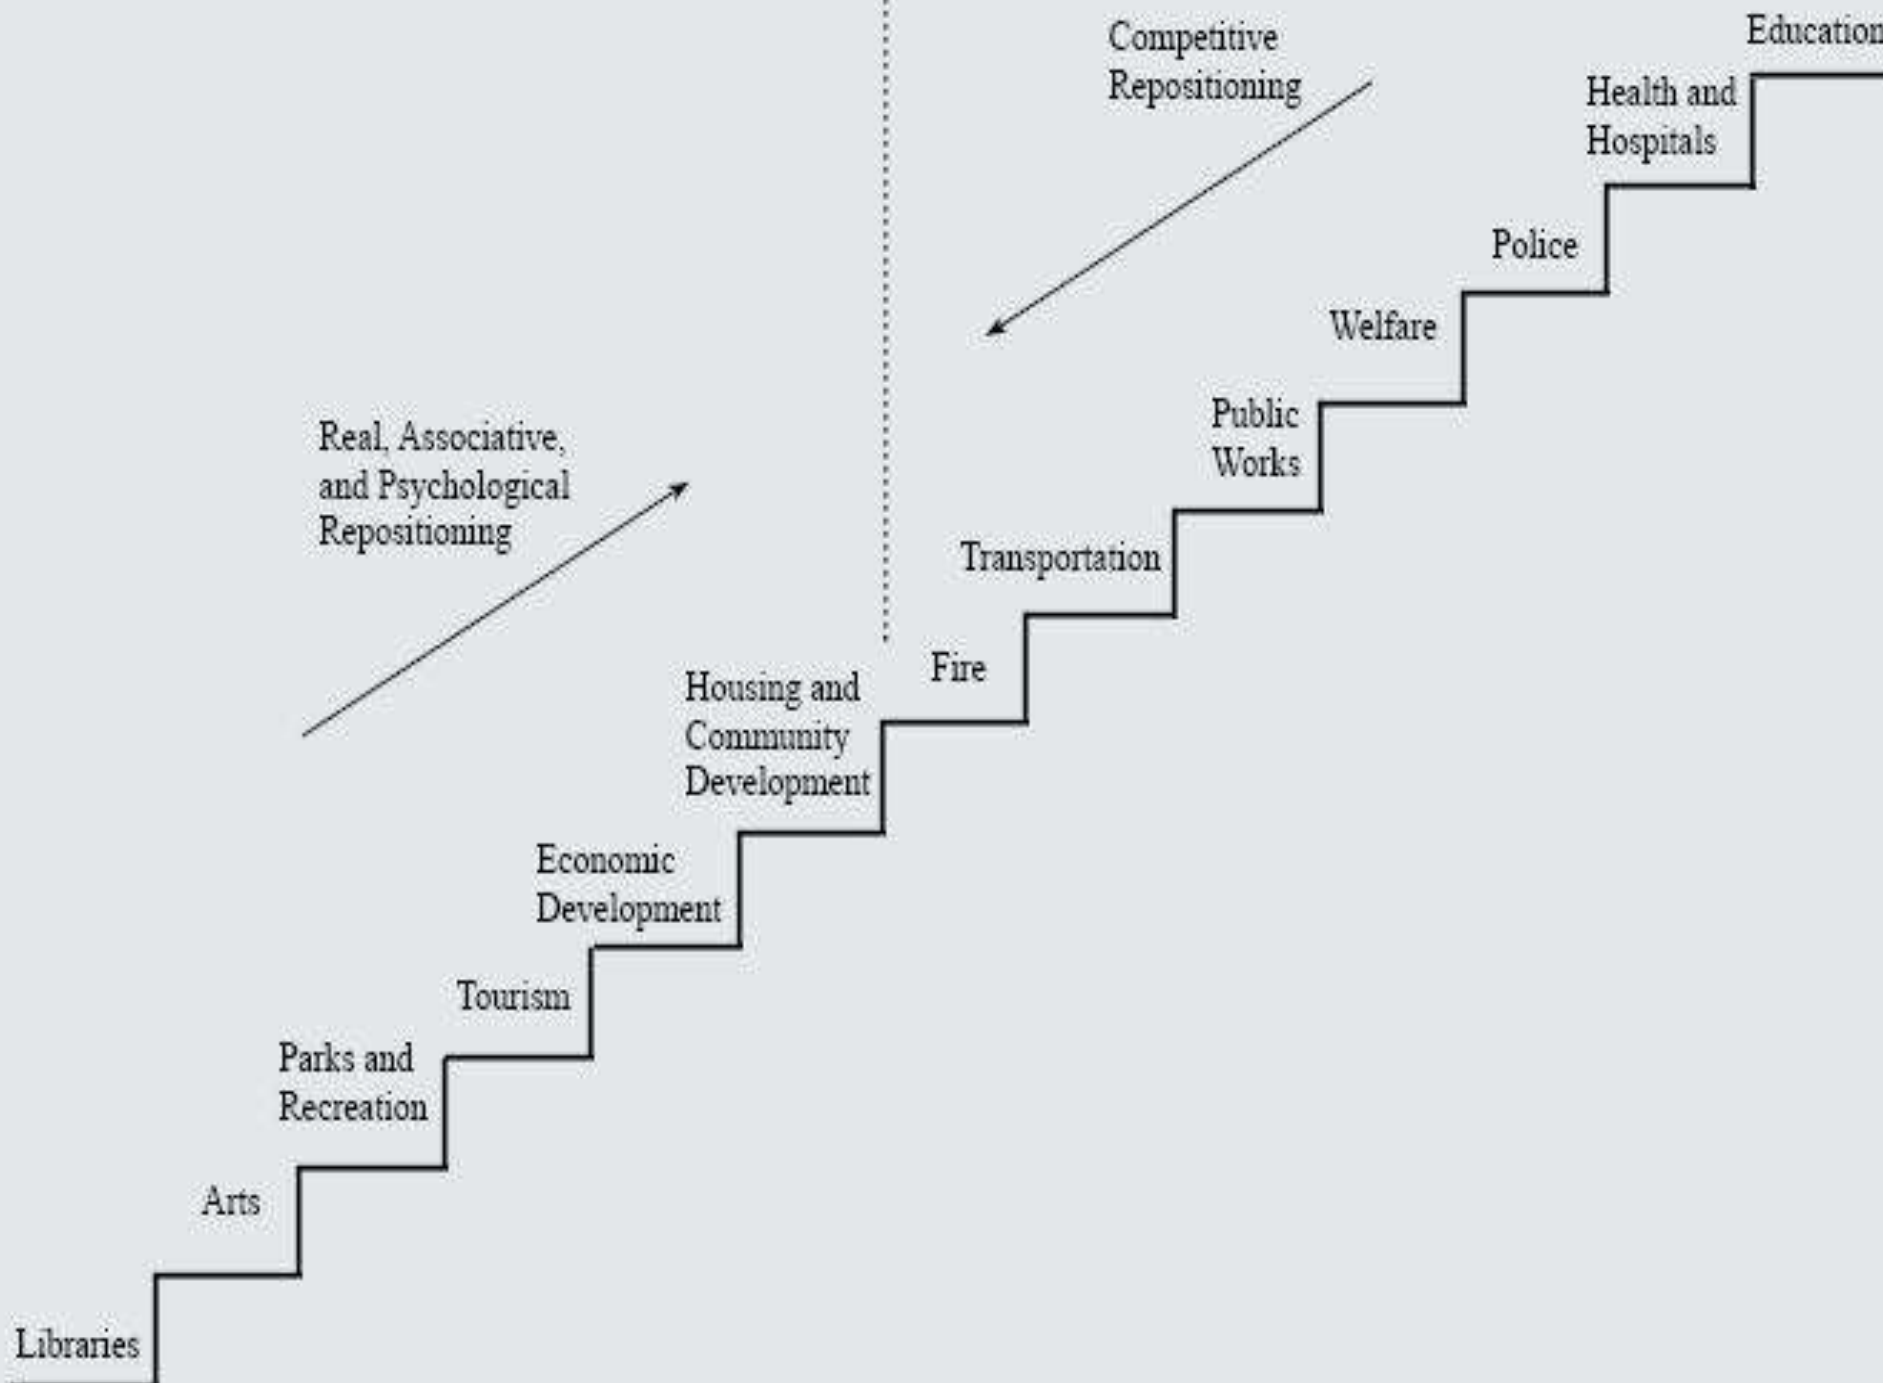 Competitive
Repositioning
Education
Health and
Hospitals
Police
Welfare
Public
Works
Real, Associative,
and Psychological
Repositioning
Transportation
Fire
Housing and
Community
Development
Economic
Development
Tourism
Parks and
Recreation
Arts
Libraries